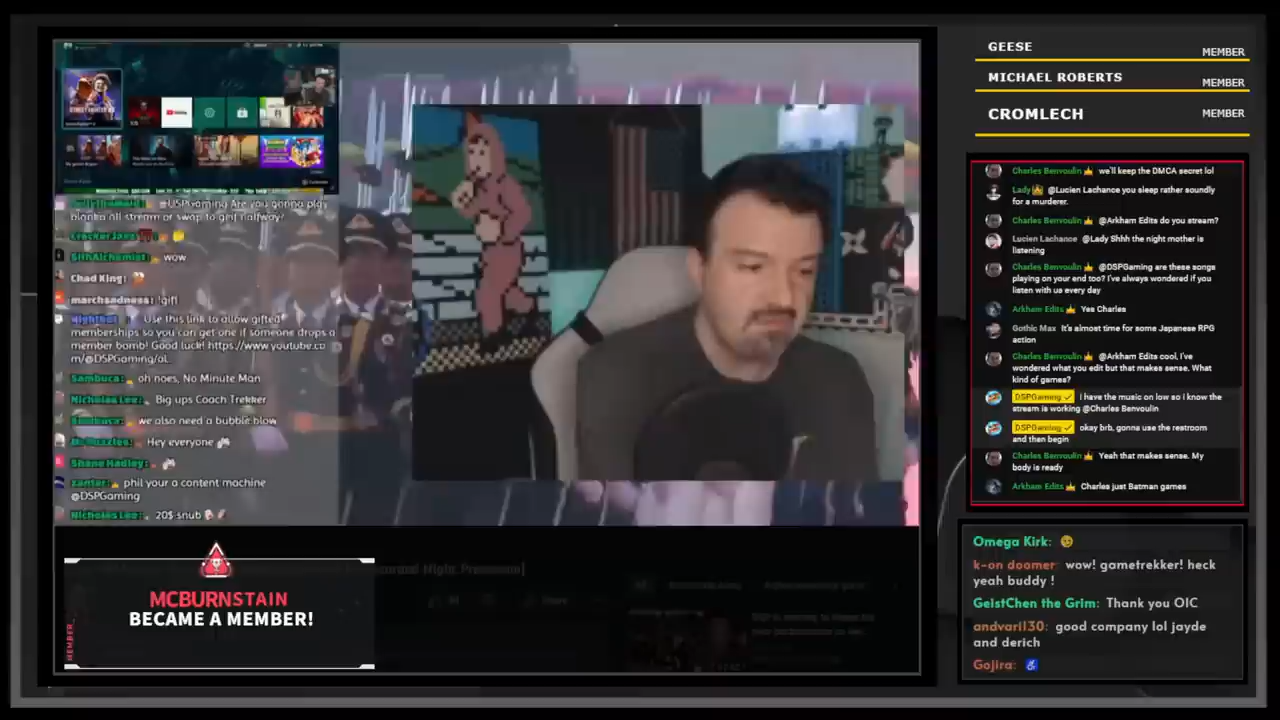 GEESE
MEMBER
MICHAEL ROBERTS
MEMBER
CROMLECH
MEMBER
Charles Benvoulin we'll keep the DMCA secret lol
Lady @Lucien Lachance you sleep rather soundly
for a murderer.
Charles Benvoulin @Arkham Edits do you stream?
Lucien Lachance @Lady Shhh the night mother is
listening
Charles Benvoulin @DSPGaming are these songs
playing on your end too? I've always wondered if you
listen with us every day
Arkham Edits Yes Charles
Gothic Max It's almost time for some Japanese RPG
action
Charles Benvoulin @Arkham Edits cool, I've
wondered what you edit but that makes sense. What
kind of games?
DSPGaming i have the music on low so i know the
stream is working @Charles Benvoulin
DSPGaming okay brb, gonna use the restroom
and then begin
Charles Benvoulin Yeah that makes sense. My
body is ready
Arkham Edits Charles just Batman games
Omega Kirk:
k-on doomer: wow! gametrekker! heck
yeah buddy !
GeistChen the Grim: Thank you OIC
andvari130: good company lol jayde
and derich
Gojira:
@DSPGaming Are you gonna play
all stream or swap to halfway?
CrackerJaxx
SithAlchemist: wow
Chad King:
marchsadness: !gift
Nightbot: Use this link to allow gifted
memberships so you can get one if someone drops a
member bomb! Good luck! https://www.youtube.co
m/@DSPGaming/
Sambuca: oh noes, No Minute Man
Nicholas Lee: Big ups Coach Trekker
Sambuca: we also need a bubble blow
McNuzzles: Hey everyone
Shane Hadley:
xanter: phil your a content machine
@DSPGaming
Nicholas Lee: 20$ snub
MEMBER
MCBURNSTAIN
BECAME A MEMBER!
Share